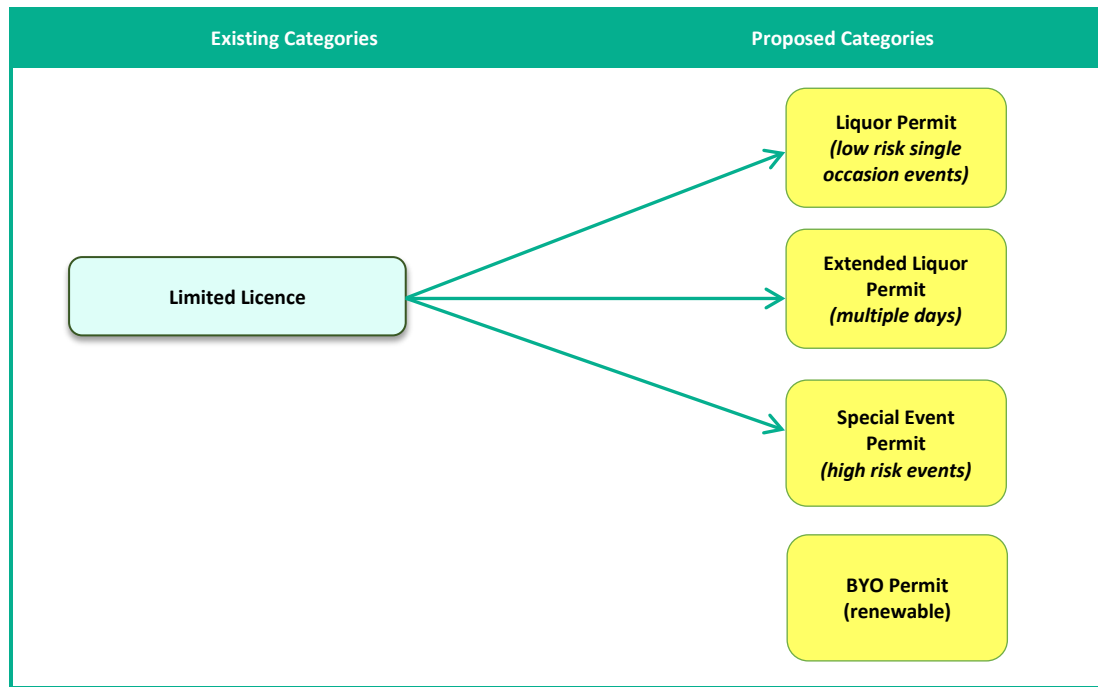 Existing Categories
Proposed Categories
Liquor Permit
(low risk single
occasion events)
Limited Licence
Extended Liquor
Permit
(multiple days)
Special Event
Permit
(high risk events)
BYO Permit
(renewable)